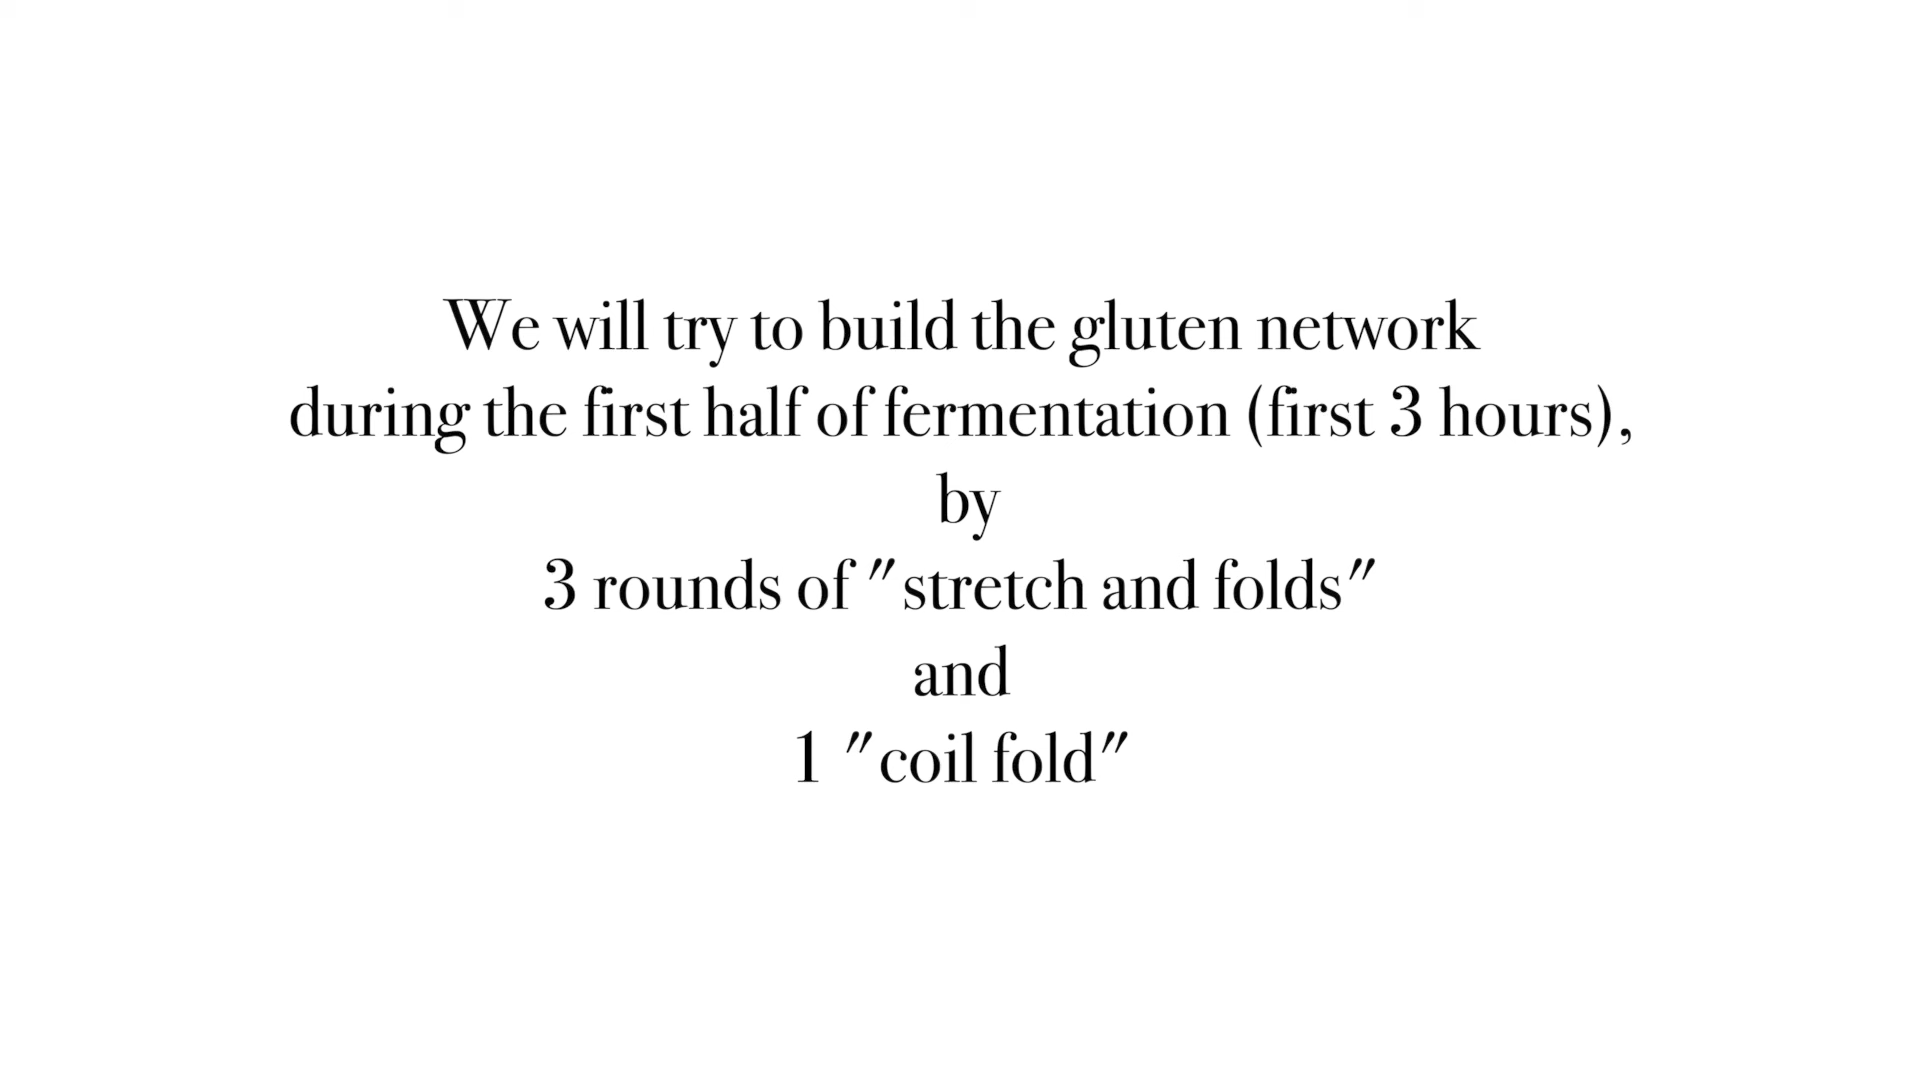 We will try to build the gluten network
during the first half of fermentation (first 3 hours),
by
3 rounds of "stretch and folds"
and
1 "coil fold"